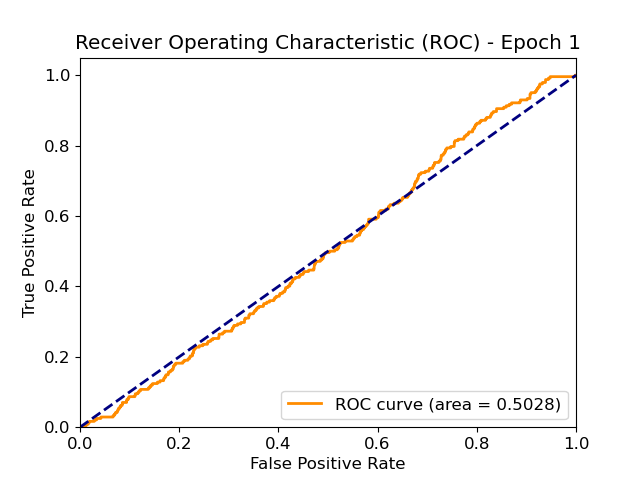 Receiver Operating Characteristic (ROC) - Epoch 1
True Positive Rate
1.0
0.8
0.6
0.4
0.2
0.0
ROC curve (area = 0.5028)
0.0 0.2 0.4 0.6 0.8 1.0
False Positive Rate